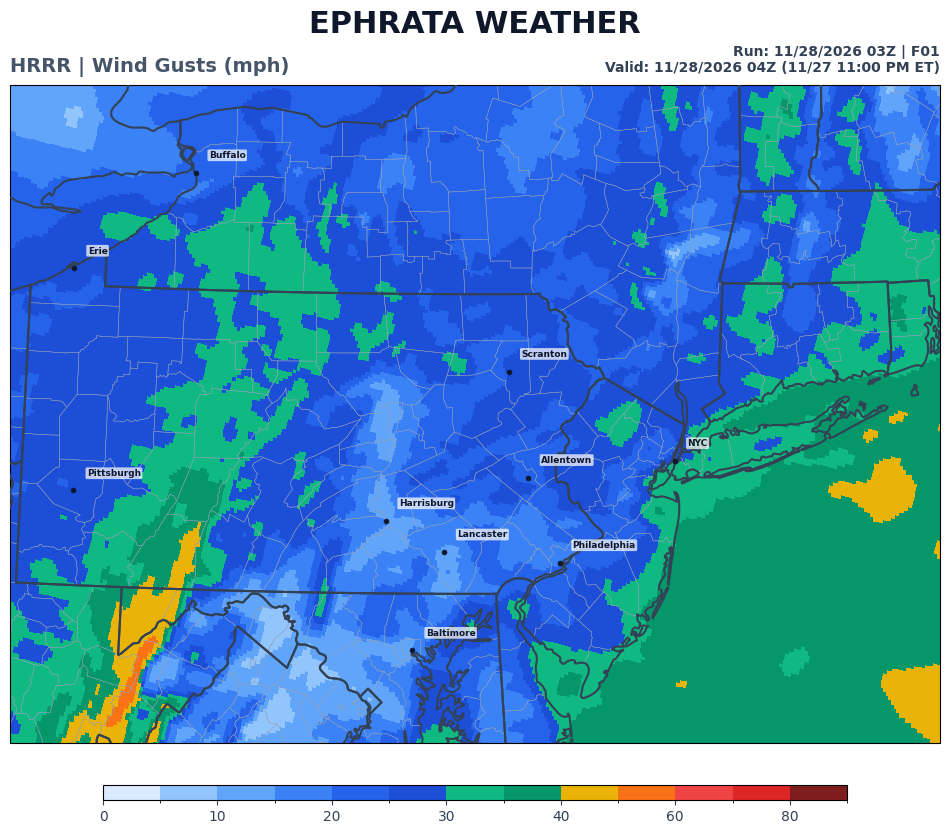 EPHRATA WEATHER
HRRR | Wind Gusts (mph)
Run: 11/28/2026 03Z | F01
Valid: 11/28/2026 04Z (11/27 11:00 PM ET)
Buffalo
Erie
Scranton
NYC
Allentown
Pittsburgh
Harrisburg
Lancaster
Philadelphia
Baltimore
0 10 20 30 40 50 60 70 80